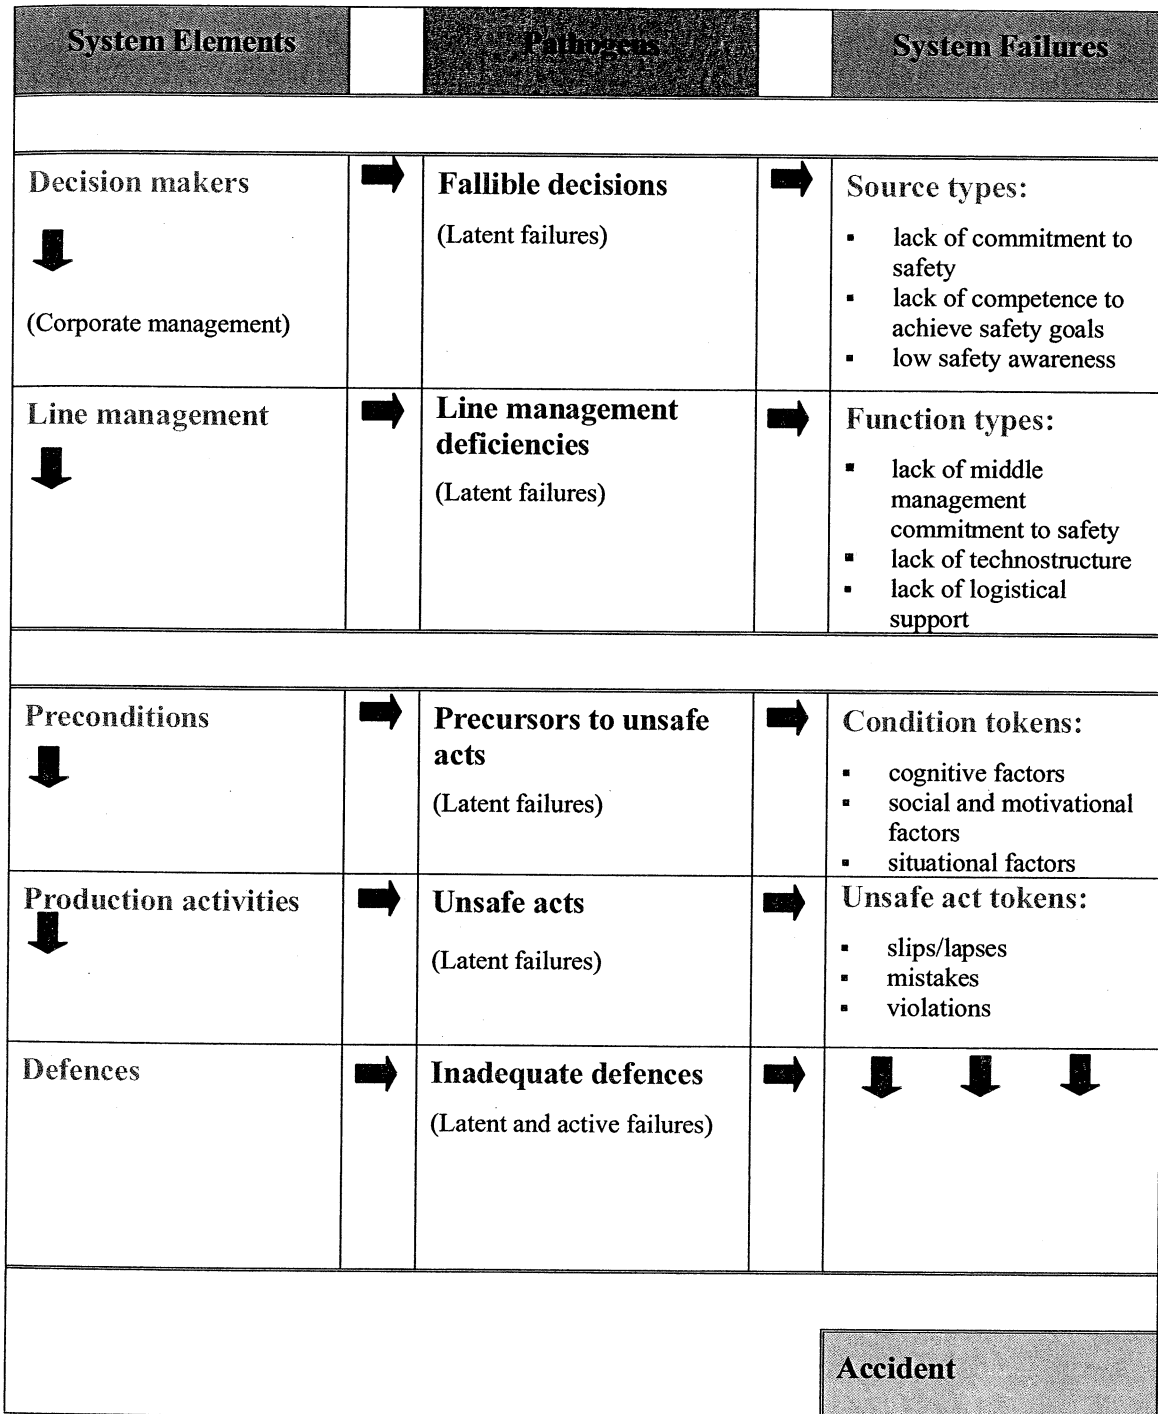 System Elements
Pathogens
System Failures
Decision makers
(Corporate management)
Fallible decisions
(Latent failures)
Source types:
▪ lack of commitment to
safety
▪ lack of competence to
achieve safety goals
▪ low safety awareness
Line management
Line management
deficiencies
(Latent failures)
Function types:
▪ lack of middle
management
commitment to safety
▪ lack of technostructure
▪ lack of logistical
support
Preconditions
Precursors to unsafe
acts
(Latent failures)
Condition tokens:
▪ cognitive factors
▪ social and motivational
factors
▪ situational factors
Production activities
Unsafe acts
(Latent failures)
Unsafe act tokens:
▪ slips/lapses
▪ mistakes
▪ violations
Defences
Inadequate defences
(Latent and active failures)
Accident